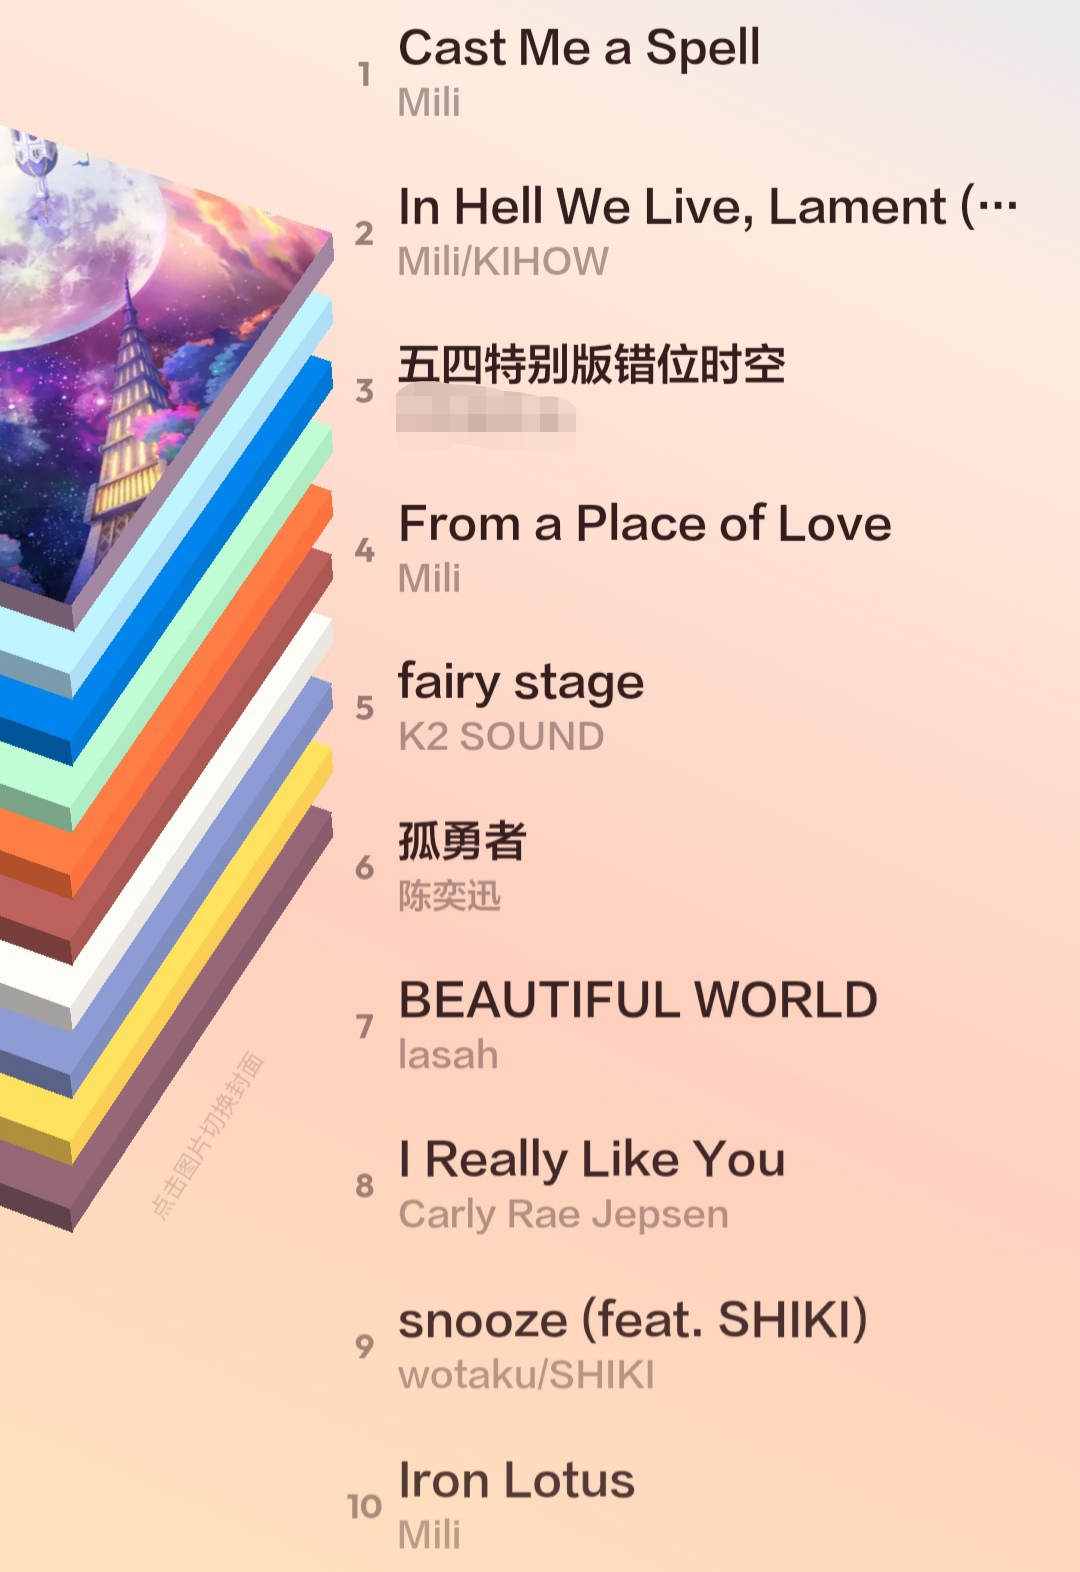 1
Cast Me a Spell
Mili
2
In Hell We Live, Lament (···
Mili/KIHOW
3
五四特别版错位时空
4
From a Place of Love
Mili
5
fairy stage
K2 SOUND
6
孤勇者
陈奕迅
7
BEAUTIFUL WORLD
lasah
8
I Really Like You
Carly Rae Jepsen
9
snooze (feat. SHIKI)
wotaku/SHIKI
10
Iron Lotus
Mili
点击图片切换封面